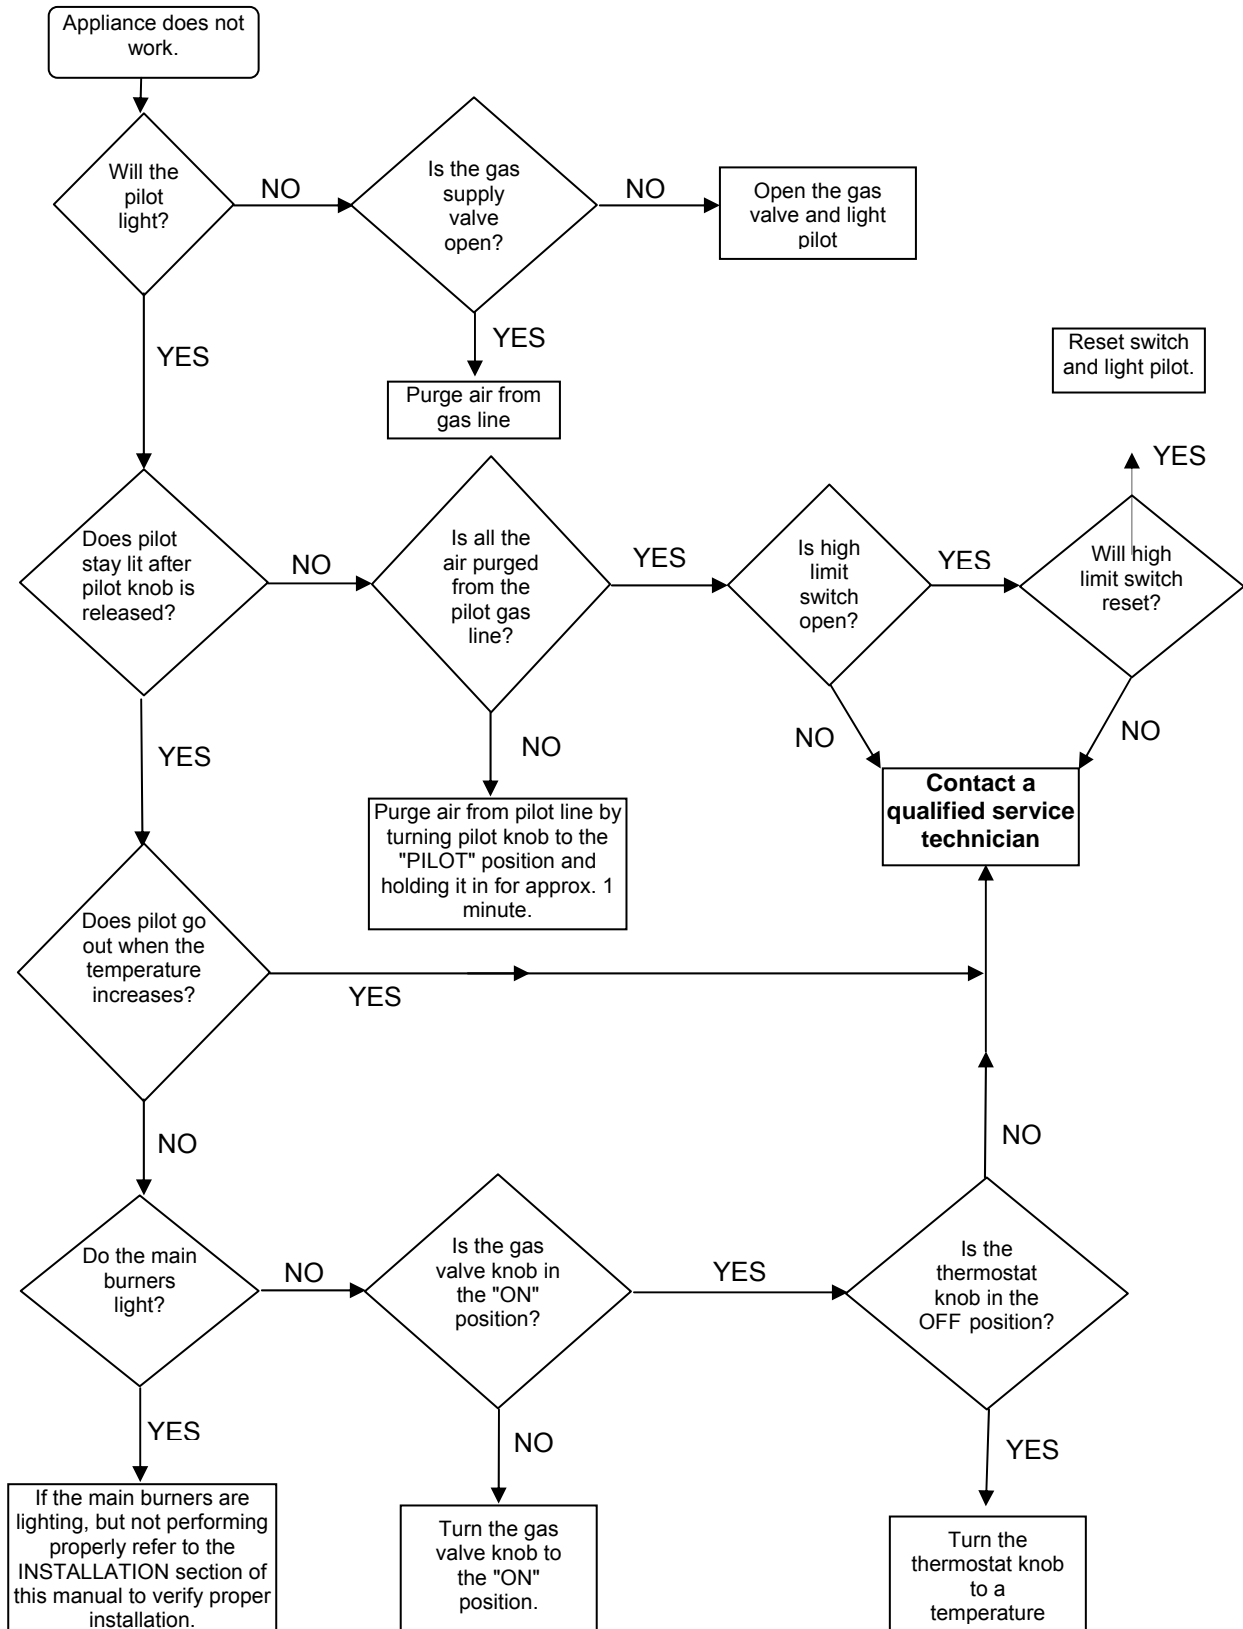 Appliance does not
work.
Will the
pilot
light?
NO
Is the gas
supply
valve
open?
NO
Open the gas
valve and light
pilot
YES
YES
Purge air from
gas line
Reset switch
and light pilot.
YES
Does pilot
stay lit after
pilot knob is
released?
NO
Is all the
air purged
from the
pilot gas
line?
YES
Is high
limit
switch
open?
YES
Will high
limit switch
reset?
YES
NO
NO
NO
Purge air from pilot line by
turning pilot knob to the
"PILOT" position and
holding it in for approx. 1
minute.
Contact a
qualified service
technician
Does pilot go
out when the
temperature
increases?
YES
NO
NO
Do the main
burners
light?
NO
Is the gas
valve knob in
the "ON"
position?
YES
Is the
thermostat
knob in the
OFF position?
YES
NO
YES
If the main burners are
lighting, but not performing
properly refer to the
INSTALLATION section of
this manual to verify proper
installation.
Turn the gas
valve knob to
the "ON"
position.
Turn the
thermostat knob
to a
temperature